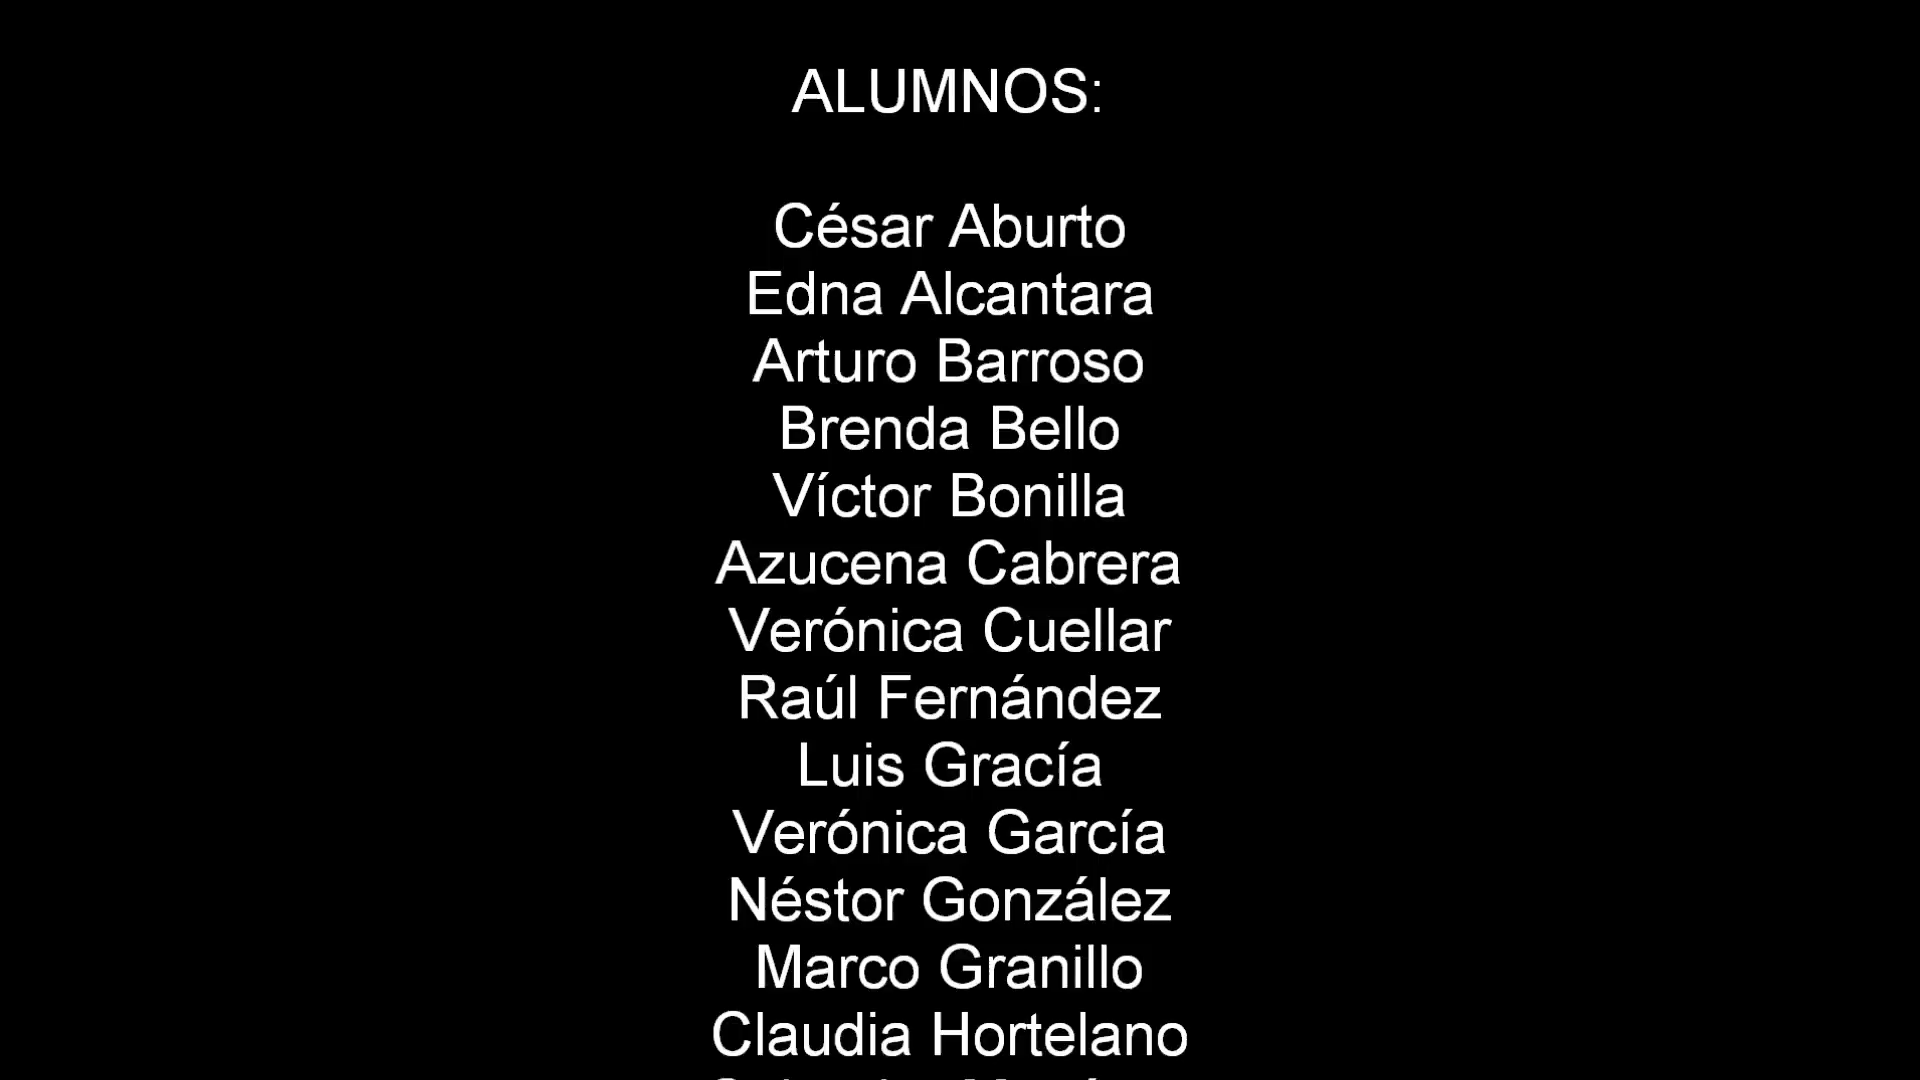 ALUMNOS:
César Aburto
Edna Alcantara
Arturo Barroso
Brenda Bello
Víctor Bonilla
Azucena Cabrera
Verónica Cuellar
Raúl Fernández
Luis Gracía
Verónica García
Néstor González
Marco Granillo
Claudia Hortelano